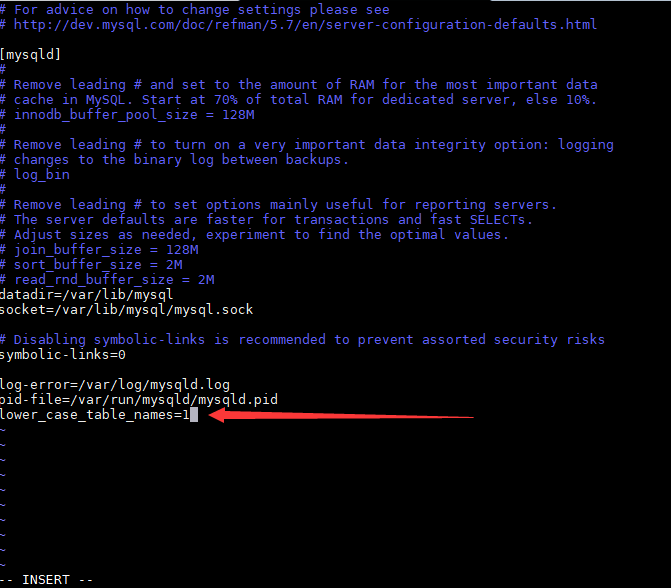 # For advice on how to change settings please see
# http://dev.mysql.com/doc/refman/5.7/en/server-configuration-defaults.html
[mysqld]
#
# Remove leading # and set to the amount of RAM for the most important data
# cache in MySQL. Start at 70% of total RAM for dedicated server, else 10%.
# innodb_buffer_pool_size = 128M
#
# Remove leading # to turn on a very important data integrity option: logging
# changes to the binary log between backups.
# log_bin
#
# Remove leading # to set options mainly useful for reporting servers.
# The server defaults are faster for transactions and fast SELECTs.
# Adjust sizes as needed, experiment to find the optimal values.
# join_buffer_size = 128M
# sort_buffer_size = 2M
# read_rnd_buffer_size = 2M
datadir=/var/lib/mysql
socket=/var/lib/mysql/mysql.sock
# Disabling symbolic-links is recommended to prevent assorted security risks
symbolic-links=0
log-error=/var/log/mysqld.log
pid-file=/var/run/mysqld/mysqld.pid
lower_case_table_names=1
~
~
~
~
~
~
~
~
~
~
-- INSERT --